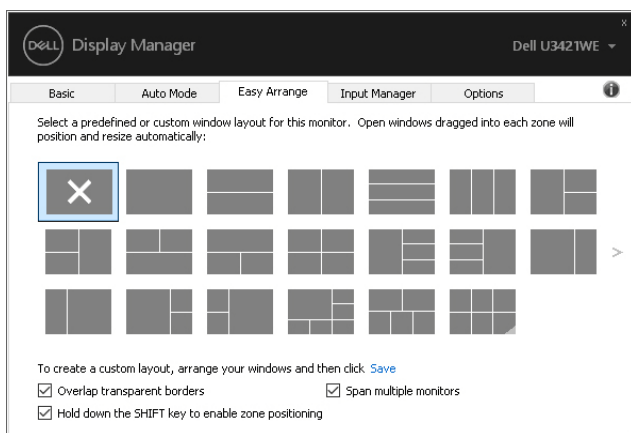 x
DELL Display Manager Dell U3421WE
Basic Auto Mode Easy Arrange Input Manager Options
Select a predefined or custom window layout for this monitor. Open windows dragged into each zone will
position and resize automatically:
To create a custom layout, arrange your windows and then click Save
Overlap transparent borders Span multiple monitors
Hold down the SHIFT key to enable zone positioning